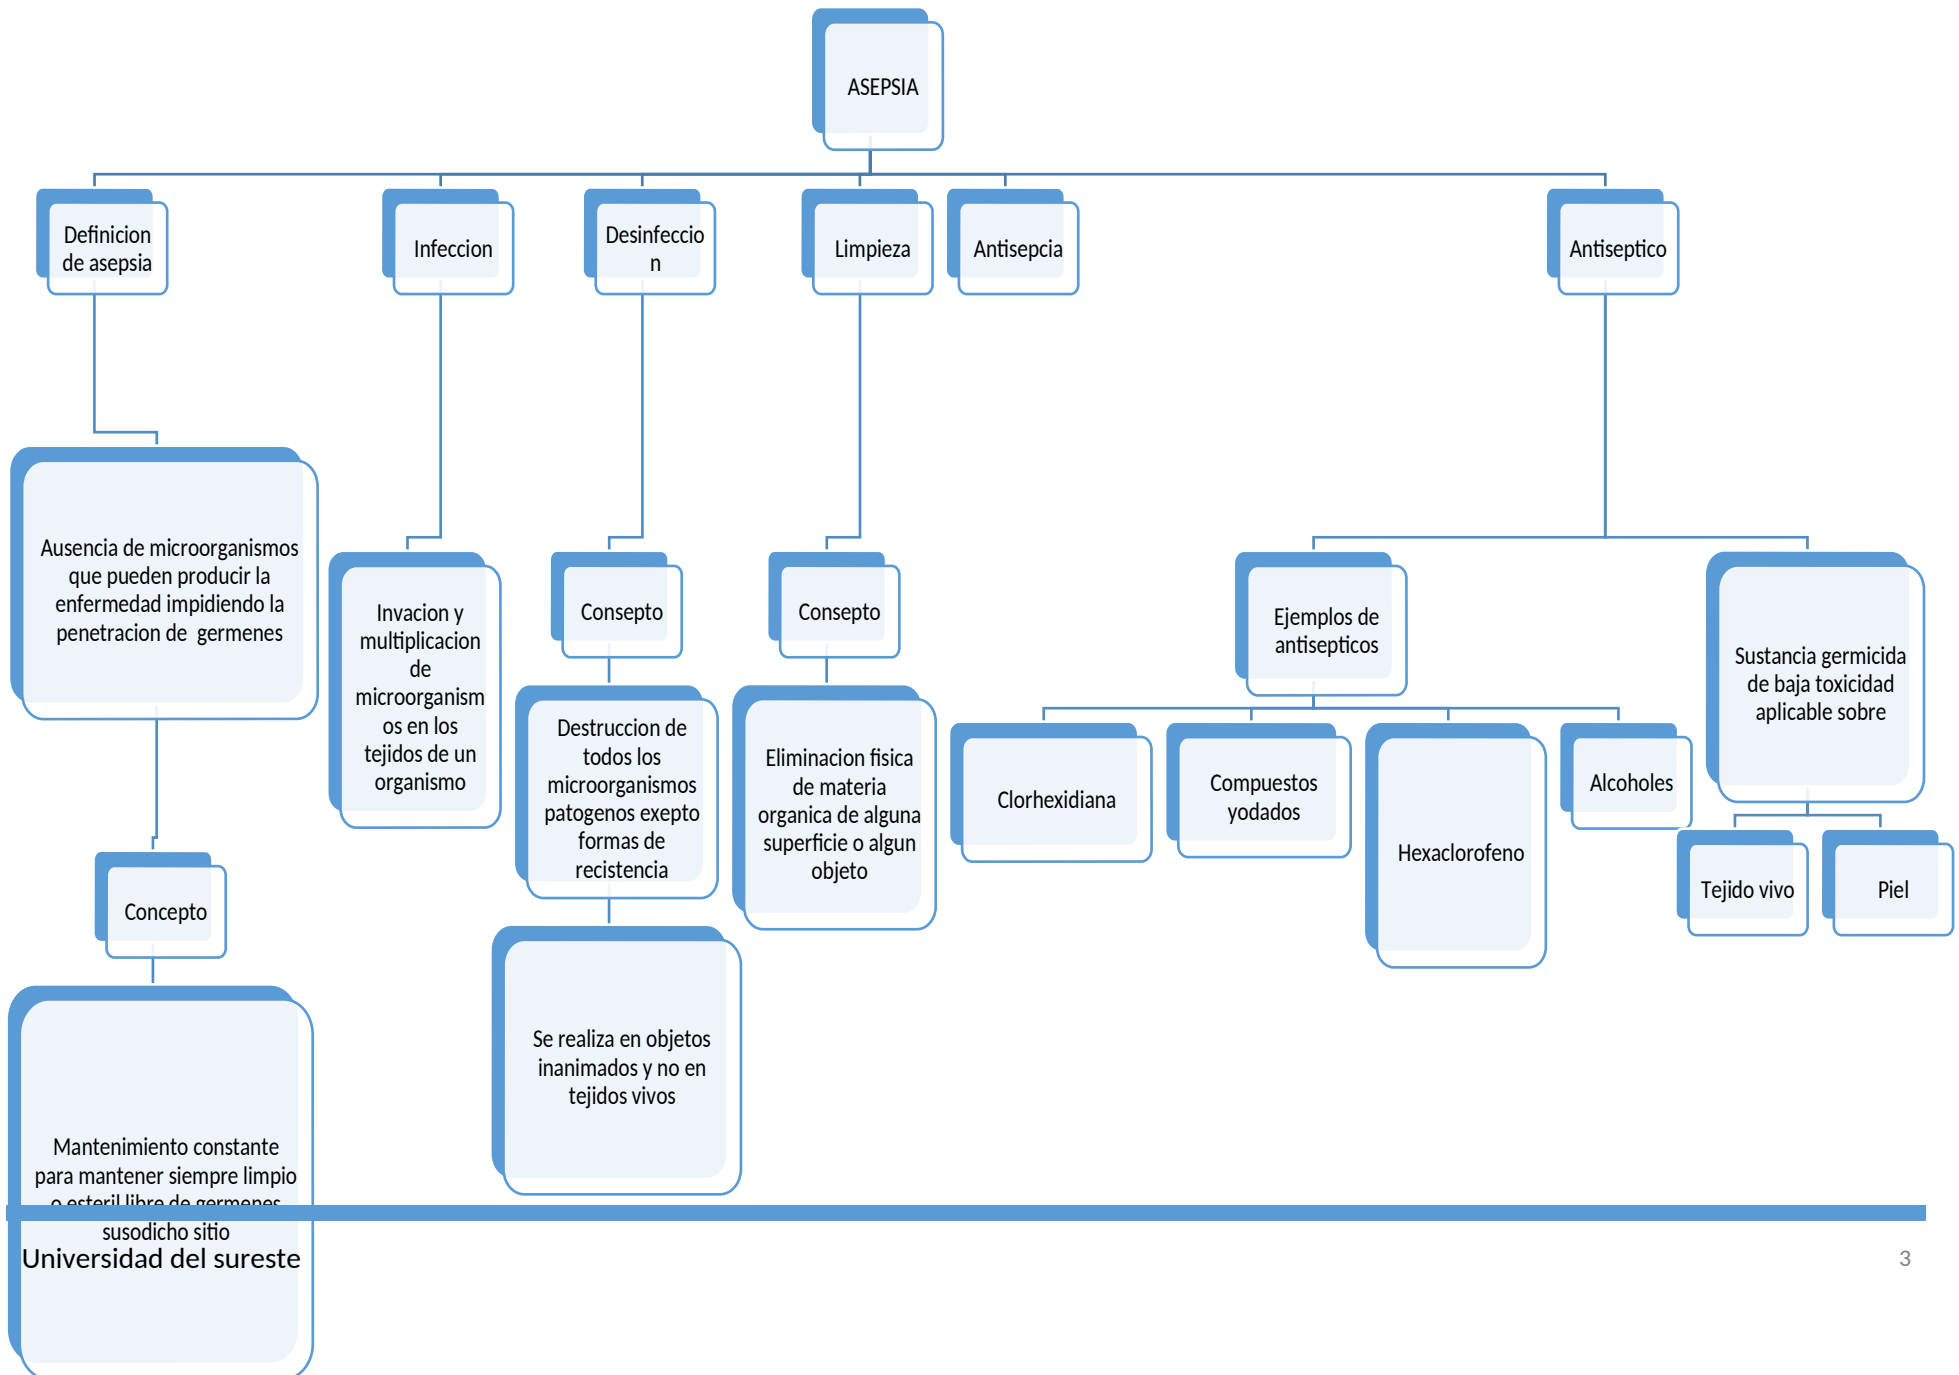 ASEPSIA
Definicion
de asepsia
Infeccion
Desinfeccio
n
Limpieza
Antisepcia
Antiseptico
Ausencia de microorganismos
que pueden producir la
enfermedad impidiendo la
penetracion de  germenes
Invacion y
multiplicacion
de
microorganism
os en los
tejidos de un
organismo
Consepto
Consepto
Ejemplos de
antisepticos
Sustancia germicida
de baja toxicidad
aplicable sobre
Destruccion de
todos los
microorganismos
patogenos exepto
formas de
recistencia
Eliminacion fisica
de materia
organica de alguna
superficie o algun
objeto
Clorhexidiana
Compuestos
yodados
Hexaclorofeno
Alcoholes
Tejido vivo
Piel
Concepto
Se realiza en objetos
inanimados y no en
tejidos vivos
Mantenimiento constante
para mantener siempre limpio
o esteril libre de germenes
susodicho sitio
Universidad del sureste
3